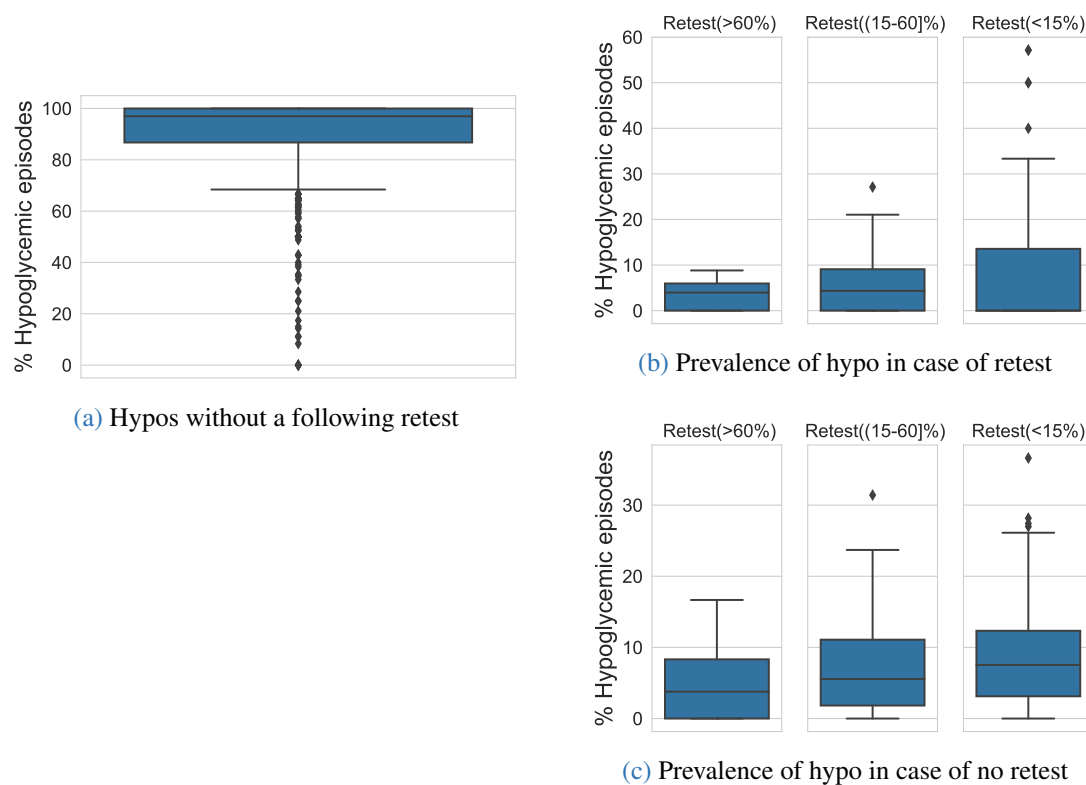 % Hypoglycemic episodes
100
80
60
40
20
0
(a) Hypos without a following retest
Retest(>60%) Retest((15-60]%) Retest(<15%)
% Hypoglycemic episodes
60
50
40
30
20
10
0
(b) Prevalence of hypo in case of retest
Retest(>60%) Retest((15-60]%) Retest(<15%)
% Hypoglycemic episodes
30
20
10
0
(c) Prevalence of hypo in case of no retest